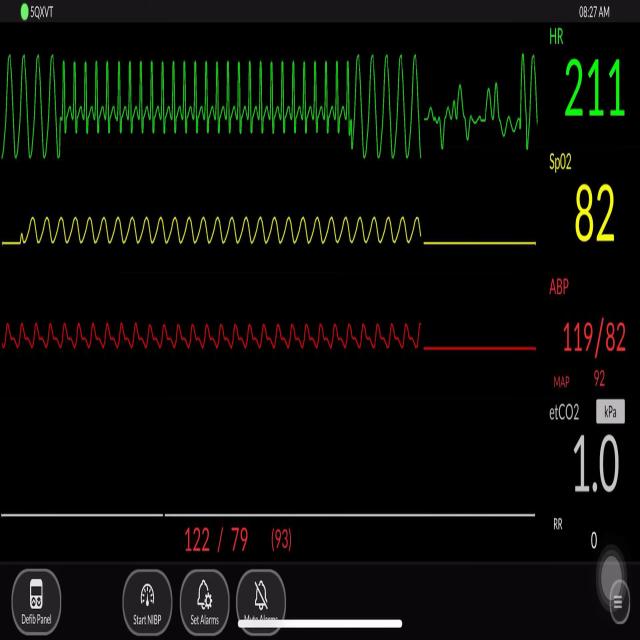 5QXVT
08:27 AM
HR
211
SpO2
82
ABP
119/82
MAP 92
etCO2 kPa
1.0
RR
0
122 / 79 (93)
Defib Panel
Start NIBP
Set Alarms
Mute Alarms